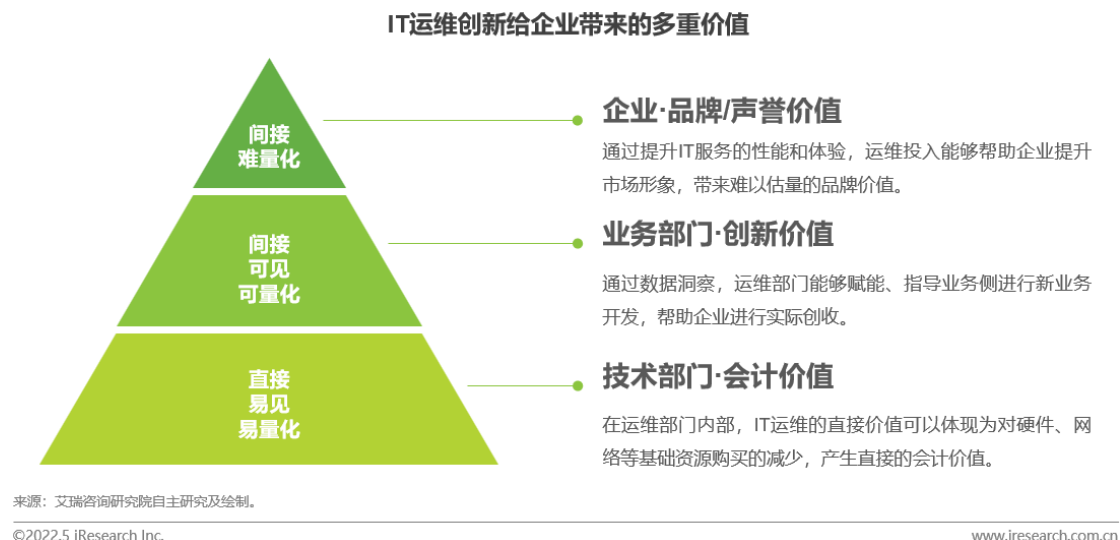 IT运维创新给企业带来的多重价值
间接
难量化
企业·品牌/声誉价值
通过提升IT服务的性能和体验，运维投入能够帮助企业提升
市场形象，带来难以估量的品牌价值。
间接
可见
可量化
业务部门·创新价值
通过数据洞察，运维部门能够赋能、指导业务侧进行新业务
开发，帮助企业进行实际创收。
直接
易见
易量化
技术部门·会计价值
在运维部门内部，IT运维的直接价值可以体现为对硬件、网
络等基础资源购买的减少，产生直接的会计价值。
来源：艾瑞咨询研究院自主研究及绘制。
©2022.5 iResearch Inc.
www.iresearch.com.cn